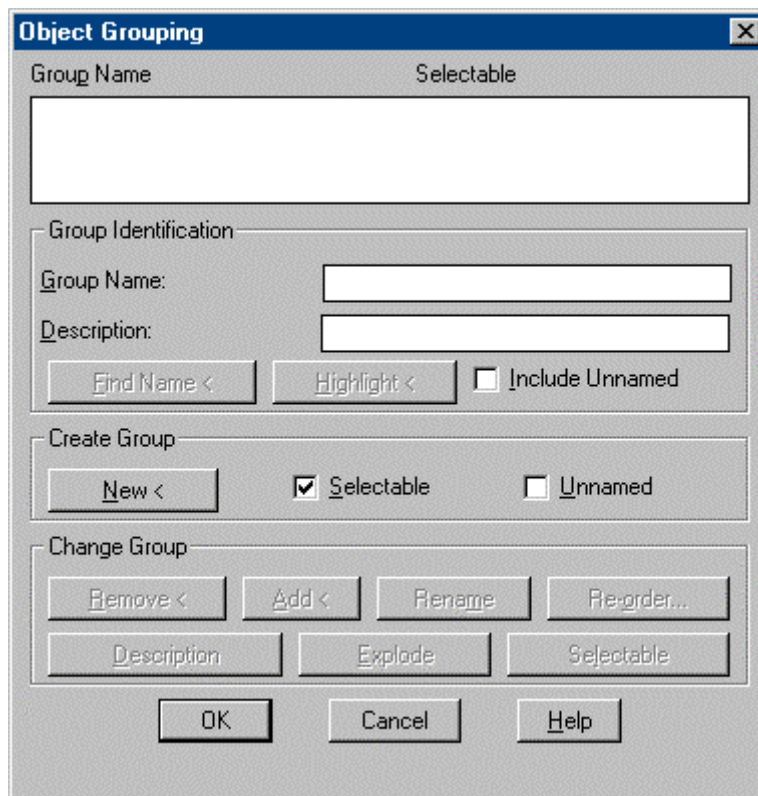 Object Grouping
Group Name Selectable
Group Identification
Group Name:
Description:
Find Name < Highlight < Include Unnamed
Create Group
New < Selectable Unnamed
Change Group
Remove < Add < Rename Re-order...
Description Explode Selectable
OK Cancel Help